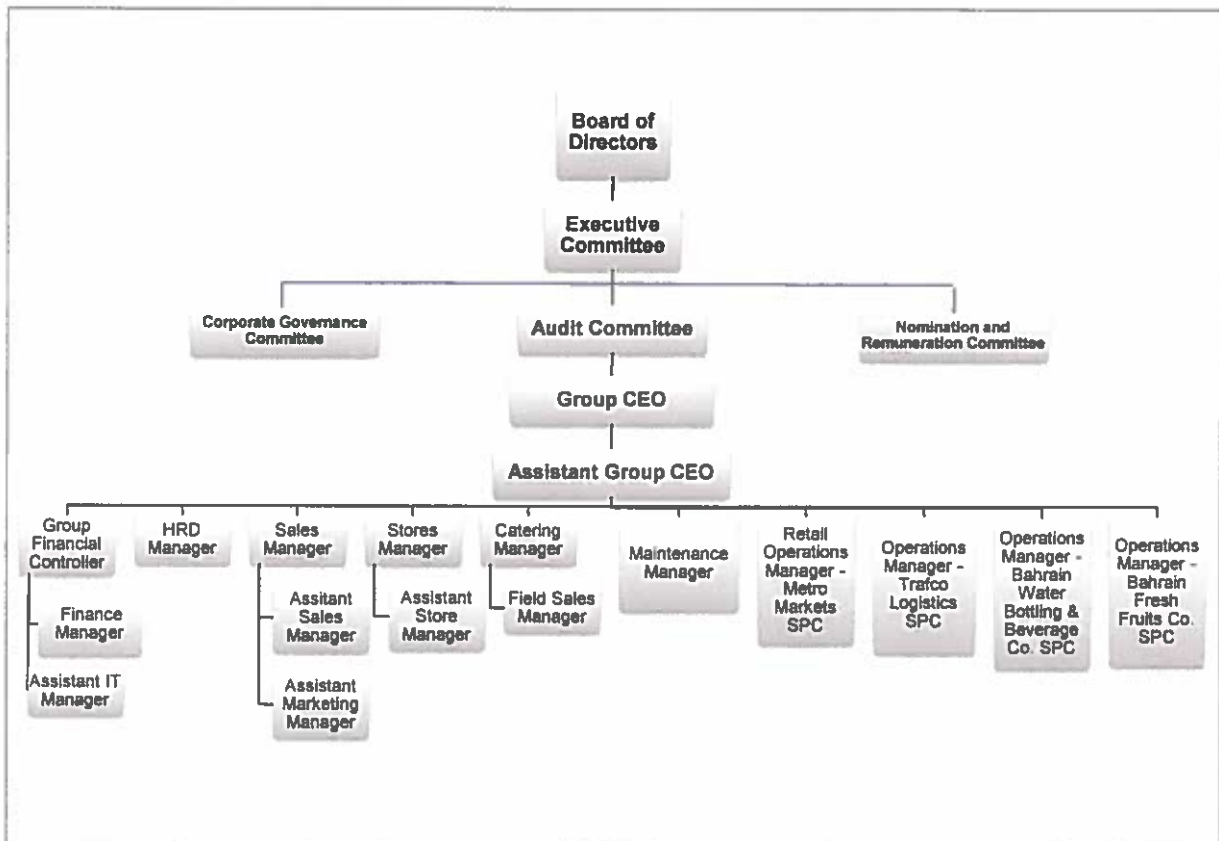 Board of
Directors
Executive
Committee
Corporate Governance
Committee
Audit Committee
Nomination and
Remuneration Committee
Group CEO
Assistant Group CEO
Group
Financial
Controller
HRD
Manager
Sales
Manager
Stores
Manager
Catering
Manager
Maintenance
Manager
Retail
Operations
Manager -
Metro
Markets
SPC
Operations
Manager -
Trafco
Logistics
SPC
Operations
Manager -
Bahrain
Water
Bottling &
Beverage
Co. SPC
Operations
Manager -
Bahrain
Fresh
Fruits Co.
SPC
Finance
Manager
Assitant
Sales
Manager
Assistant
Store
Manager
Field Sales
Manager
Assistant IT
Manager
Assistant
Marketing
Manager